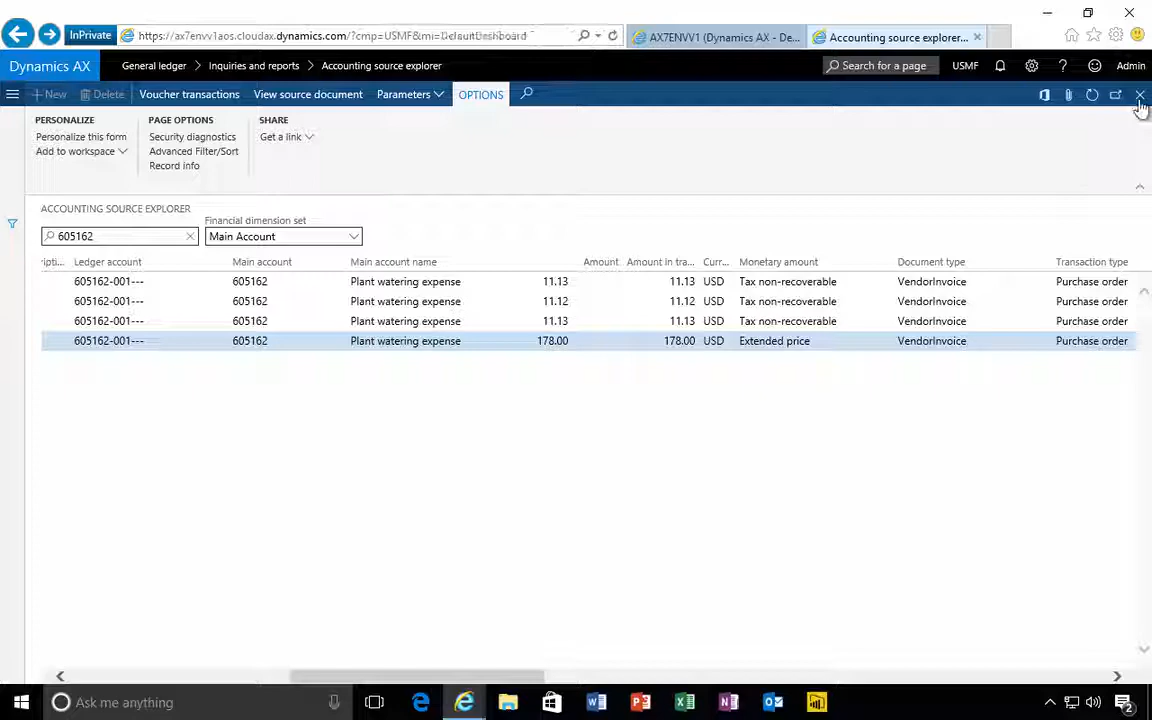 InPrivate https://ax7envv1aos.cloudax.dynamics.com/?cmp=USMF&mi=DefaultDashboard AX7ENVV1 (Dynamics AX - De... Accounting source explorer...
Dynamics AX General ledger > Inquiries and reports > Accounting source explorer Search for a page USMF ? Admin
+ New Delete Voucher transactions View source document Parameters OPTIONS
PERSONALIZE PAGE OPTIONS SHARE
Personalize this form Security diagnostics Get a link
Add to workspace Advanced Filter/Sort
Record info
ACCOUNTING SOURCE EXPLORER
Financial dimension set
605162 Main Account
ipti... Ledger account Main account Main account name Amount Amount in tra... Curr... Monetary amount Document type Transaction type
605162-001--- 605162 Plant watering expense 11.13 11.13 USD Tax non-recoverable VendorInvoice Purchase order
605162-001--- 605162 Plant watering expense 11.12 11.12 USD Tax non-recoverable VendorInvoice Purchase order
605162-001--- 605162 Plant watering expense 11.13 11.13 USD Tax non-recoverable VendorInvoice Purchase order
605162-001--- 605162 Plant watering expense 178.00 178.00 USD Extended price VendorInvoice Purchase order
Ask me anything 2